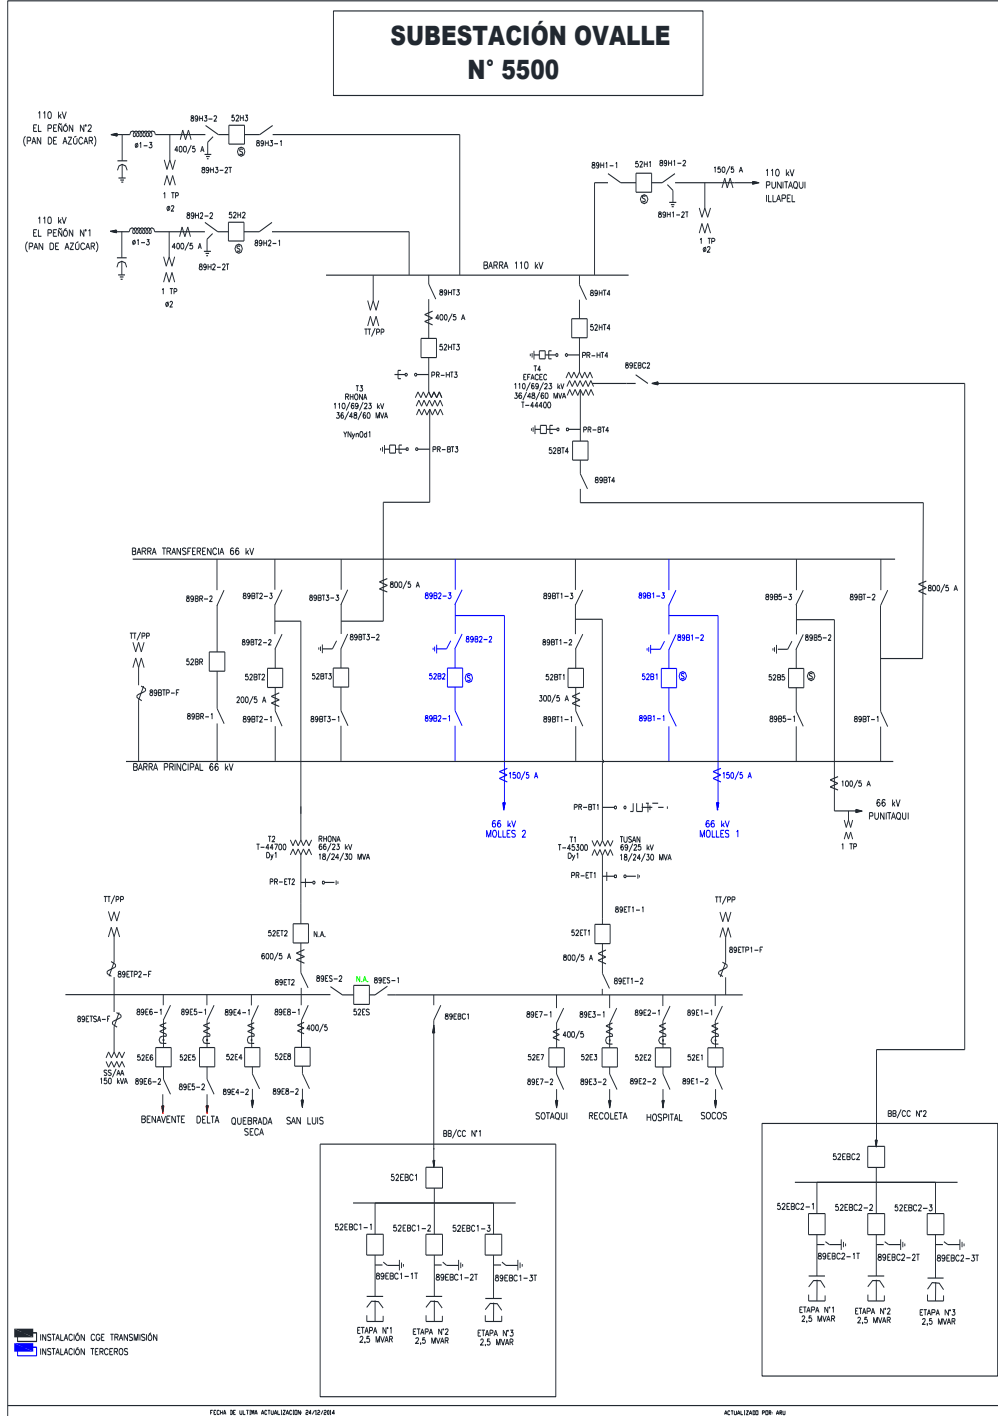 SUBESTACIÓN OVALLE
N° 5500
110 kV
EL PEÑÓN N°2
(PAN DE AZÚCAR)
ø1-3
400/5 A
89H3-2
52H3
S
89H3-1
89H3-2T
1 TP
ø2
110 kV
EL PEÑÓN N°1
(PAN DE AZÚCAR)
ø1-3
400/5 A
89H2-2
52H2
S
89H2-1
89H2-2T
1 TP
ø2
89H1-1
52H1
89H1-2
S
89H1-2T
150/5 A
110 kV
PUNITAQUI
ILLAPEL
1 TP
ø2
BARRA 110 kV
TT/PP
89HT3
400/5 A
52HT3
PR-HT3
T3
RHONA
110/69/23 kV
36/48/60 MVA
YNyn0d1
PR-BT3
89HT4
52HT4
PR-HT4
T4
EFACEC
110/69/23 kV
36/48/60 MVA
T-44400
89EBC2
PR-BT4
52BT4
89BT4
BARRA TRANSFERENCIA 66 kV
800/5 A
800/5 A
89BR-2
89BT2-3
89BT3-3
89B2-3
89BT1-3
89B1-3
89B5-3
89BT-2
TT/PP
89BTP-F
52BR
89BT2-2
89BT3-2
89B2-2
89BT1-2
89B1-2
89B5-2
52BT2
52BT3
52B2
S
52BT1
52B1
S
52B5
S
200/5 A
300/5 A
89BR-1
89BT2-1
89BT3-1
89B2-1
89BT1-1
89B1-1
89B5-1
89BT-1
BARRA PRINCIPAL 66 kV
150/5 A
150/5 A
100/5 A
66 kV
MOLLES 2
66 kV
MOLLES 1
66 kV
PUNITAQUI
1 TP
PR-BT1
T2
T-44700
Dy1
RHONA
66/23 kV
18/24/30 MVA
T1
T-45300
Dy1
TUSAN
69/25 kV
18/24/30 MVA
PR-ET2
PR-ET1
TT/PP
89ETP2-F
52ET2
N.A.
600/5 A
89ET2
89ET1-1
52ET1
800/5 A
89ET1-2
TT/PP
89ETP1-F
89ES-2
N.A.
89ES-1
52ES
89ETSA-F
SS/AA
150 kVA
89E6-1
89E5-1
89E4-1
89E8-1
400/5
52E6
52E5
52E4
52E8
89E6-2
89E5-2
89E4-2
89E8-2
BENAVENTE
DELTA
QUEBRADA
SECA
SAN LUIS
89EBC1
89E7-1
89E3-1
89E2-1
89E1-1
400/5
52E7
52E3
52E2
52E1
89E7-2
89E3-2
89E2-2
89E1-2
SOTAQUI
RECOLETA
HOSPITAL
SOCOS
BB/CC N°1
52EBC1
52EBC1-1
52EBC1-2
52EBC1-3
89EBC1-1T
89EBC1-2T
89EBC1-3T
ETAPA N°1
2,5 MVAR
ETAPA N°2
2,5 MVAR
ETAPA N°3
2,5 MVAR
BB/CC N°2
52EBC2
52EBC2-1
52EBC2-2
52EBC2-3
89EBC2-1T
89EBC2-2T
89EBC2-3T
ETAPA N°1
2,5 MVAR
ETAPA N°2
2,5 MVAR
ETAPA N°3
2,5 MVAR
INSTALACIÓN CGE TRANSMISIÓN
INSTALACIÓN TERCEROS
FECHA DE ULTIMA ACTUALIZACION: 24/12/2014
ACTUALIZADO POR: ARU